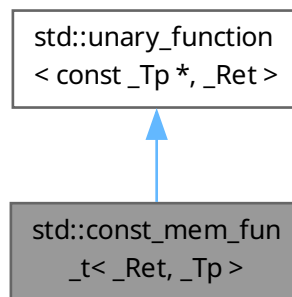 std::unary_function
< const _Tp *, _Ret >
std::const_mem_fun
_t< _Ret, _Tp >